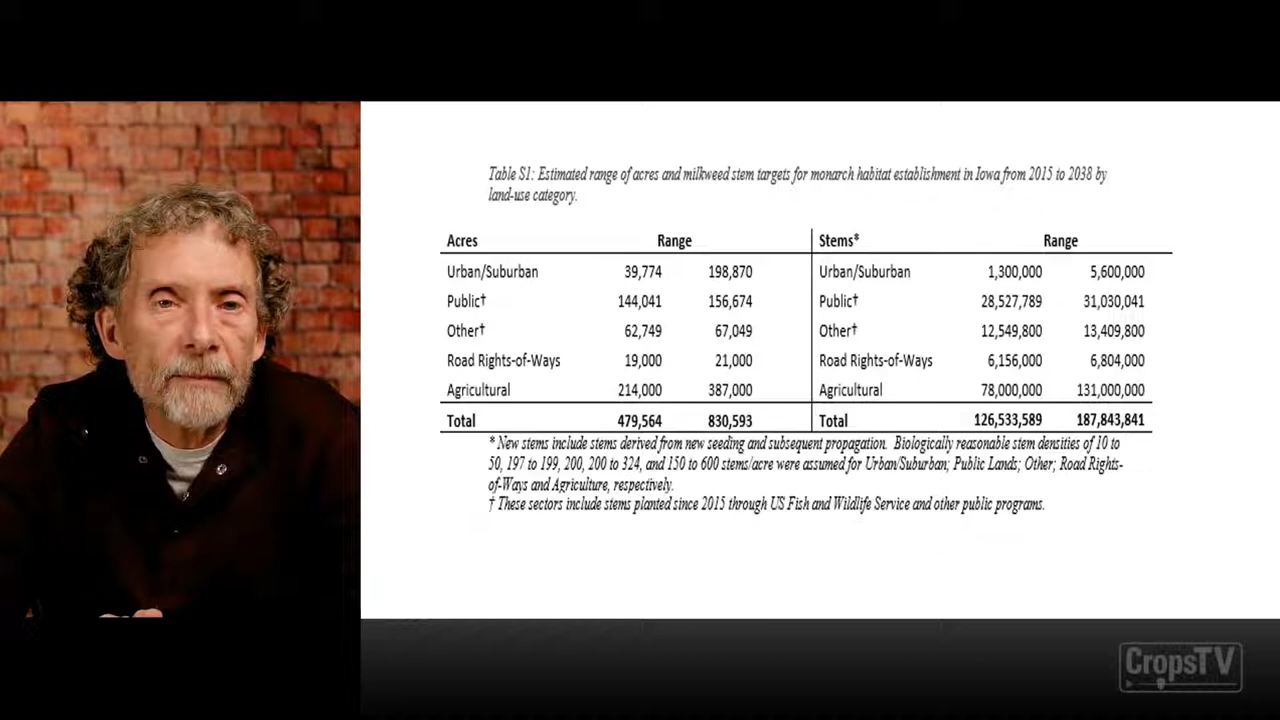 Table S1: Estimated range of acres and milkweed stem targets for monarch habitat establishment in Iowa from 2015 to 2038 by
land-use category.
Acres Range Stems* Range
Urban/Suburban 39,774 198,870 Urban/Suburban 1,300,000 5,600,000
Public† 144,041 156,674 Public† 28,527,789 31,030,041
Other† 62,749 67,049 Other† 12,549,800 13,409,800
Road Rights-of-Ways 19,000 21,000 Road Rights-of-Ways 6,156,000 6,804,000
Agricultural 214,000 387,000 Agricultural 78,000,000 131,000,000
Total 479,564 830,593 Total 126,533,589 187,843,841
* New stems include stems derived from new seeding and subsequent propagation. Biologically reasonable stem densities of 10 to
50, 197 to 199, 200, 200 to 324, and 150 to 600 stems/acre were assumed for Urban/Suburban; Public Lands; Other; Road Rights-
of-Ways and Agriculture, respectively.
† These sectors include stems planted since 2015 through US Fish and Wildlife Service and other public programs.
CropsTV